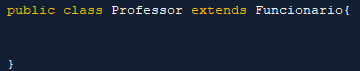 public class Professor extends Funcionario{
}